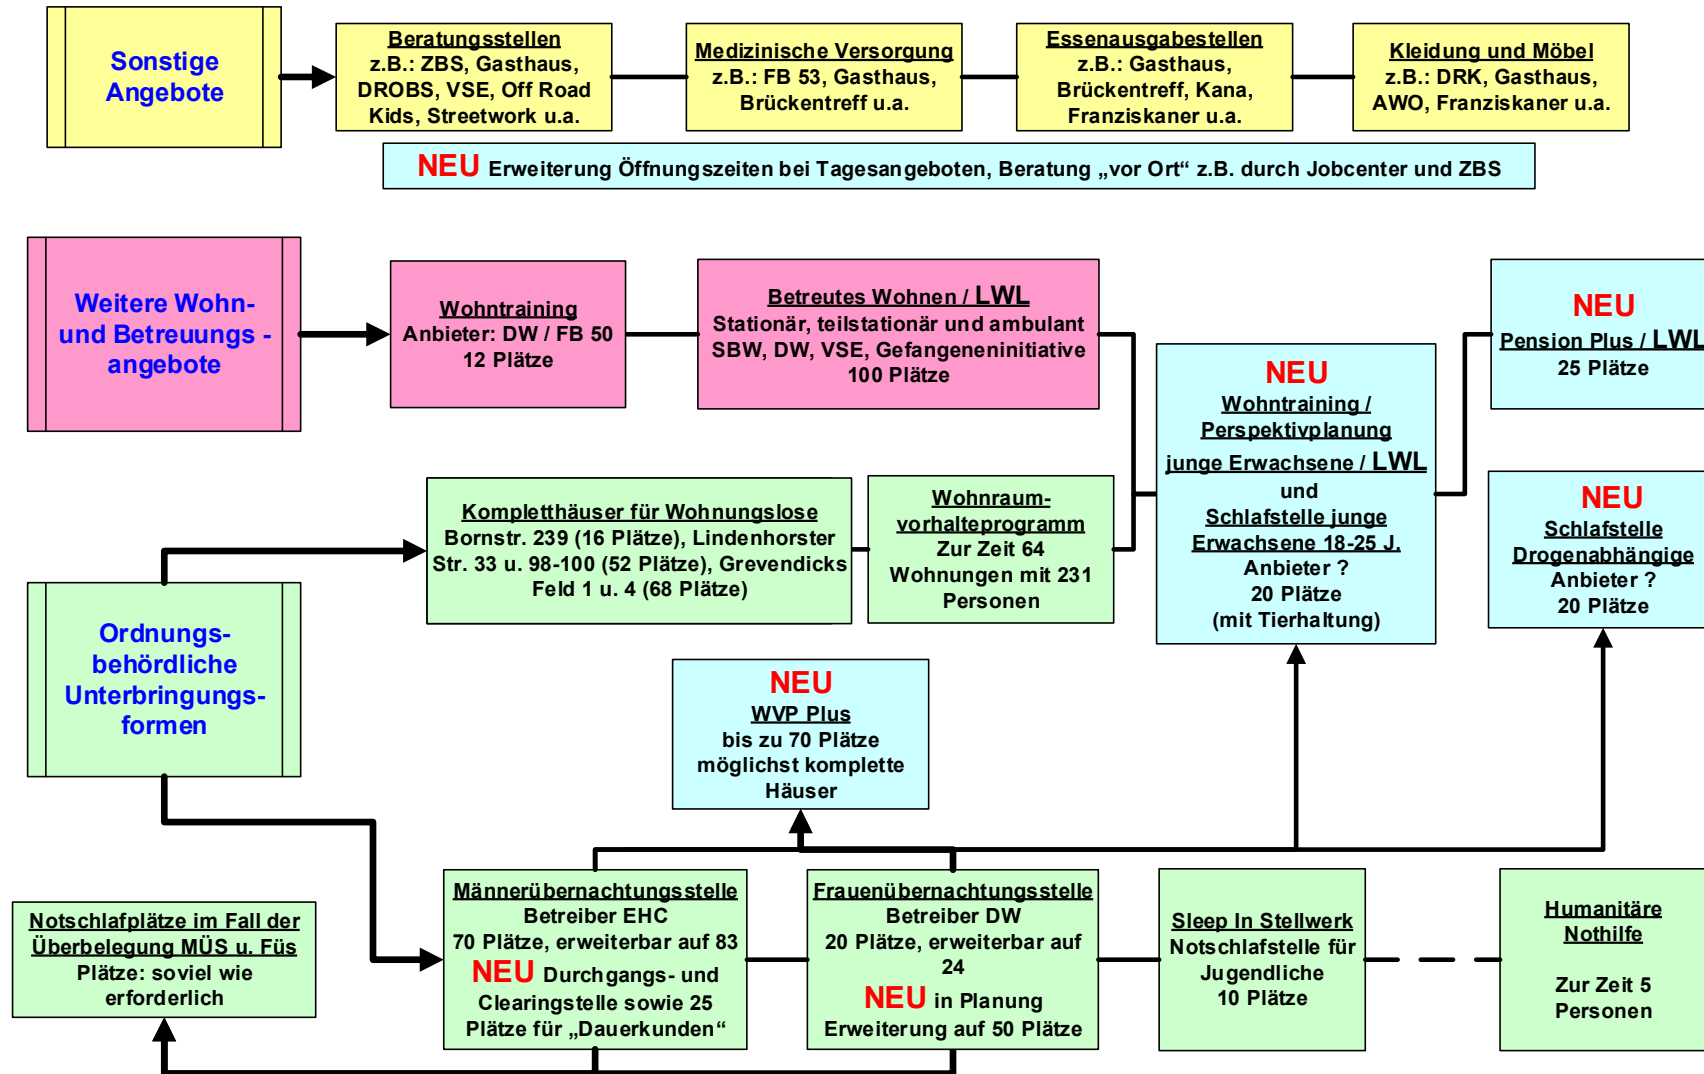 Sonstige
Angebote
Beratungsstellen
z.B.: ZBS, Gasthaus,
DROBS, VSE, Off Road
Kids, Streetwork u.a.
Medizinische Versorgung
z.B.: FB 53, Gasthaus,
Brückentreff u.a.
Essenausgabestellen
z.B.: Gasthaus,
Brückentreff, Kana,
Franziskaner u.a.
Kleidung und Möbel
z.B.: DRK, Gasthaus,
AWO, Franziskaner u.a.
NEU Erweiterung Öffnungszeiten bei Tagesangeboten, Beratung „vor Ort“ z.B. durch Jobcenter und ZBS
Weitere Wohn-
und Betreuungs -
angebote
Wohntraining
Anbieter: DW / FB 50
12 Plätze
Betreutes Wohnen / LWL
Stationär, teilstationär und ambulant
SBW, DW, VSE, Gefangeneninitiative
100 Plätze
NEU
Wohntraining /
Perspektivplanung
junge Erwachsene / LWL
und
Schlafstelle junge
Erwachsene 18-25 J.
Anbieter ?
20 Plätze
(mit Tierhaltung)
NEU
Pension Plus / LWL
25 Plätze
NEU
Schlafstelle
Drogenabhängige
Anbieter ?
20 Plätze
Ordnungs-
behördliche
Unterbringungs-
formen
Kompletthäuser für Wohnungslose
Bornstr. 239 (16 Plätze), Lindenhorster
Str. 33 u. 98-100 (52 Plätze), Grevendicks
Feld 1 u. 4 (68 Plätze)
Wohnraum-
vorhalteprogramm
Zur Zeit 64
Wohnungen mit 231
Personen
NEU
WVP Plus
bis zu 70 Plätze
möglichst komplette
Häuser
Notschlafplätze im Fall der
Überbelegung MÜS u. Füs
Plätze: soviel wie
erforderlich
Männerübernachtungsstelle
Betreiber EHC
70 Plätze, erweiterbar auf 83
NEU Durchgangs- und
Clearingstelle sowie 25
Plätze für „Dauerkunden“
Frauenübernachtungsstelle
Betreiber DW
20 Plätze, erweiterbar auf
24
NEU in Planung
Erweiterung auf 50 Plätze
Sleep In Stellwerk
Notschlafstelle für
Jugendliche
10 Plätze
Humanitäre
Nothilfe
Zur Zeit 5
Personen